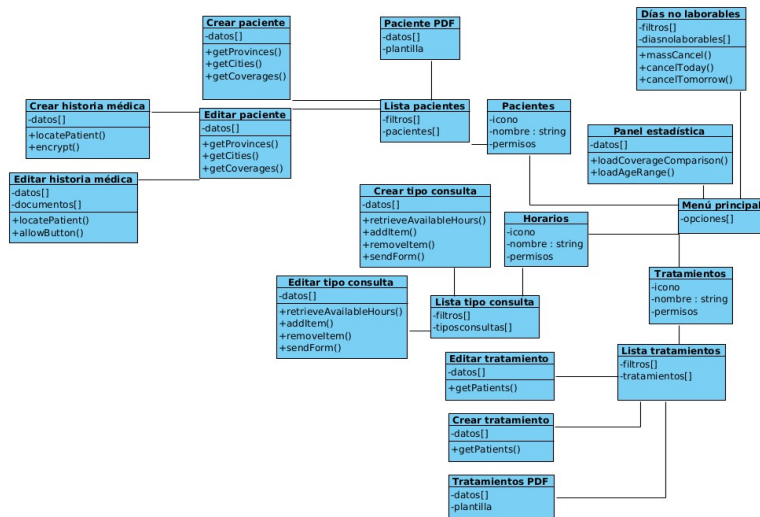 Crear paciente
-datos[]
+getProvinces()
+getCities()
+getCoverages()
Paciente PDF
-datos[]
-plantilla
Días no laborables
-filtros[]
-diasnolaborables[]
+massCancel()
+cancelToday()
+cancelTomorrow()
Crear historia médica
-datos[]
+locatePatient()
+encrypt()
Editar paciente
-datos[]
+getProvinces()
+getCities()
+getCoverages()
Lista pacientes
-filtros[]
-pacientes[]
Pacientes
-icono
-nombre : string
-permisos
Panel estadística
-datos[]
+loadCoverageComparison()
+loadAgeRange()
Editar historia médica
-datos[]
-documentos[]
+locatePatient()
+allowButton()
Crear tipo consulta
-datos[]
+retrieveAvailableHours()
+addItem()
+removeItem()
+sendForm()
Horarios
-icono
-nombre : string
-permisos
Menú principal
-opciones[]
Editar tipo consulta
-datos[]
+retrieveAvailableHours()
+addItem()
+removeItem()
+sendForm()
Lista tipo consulta
-filtros[]
-tiposconsultas[]
Tratamientos
-icono
-nombre : string
-permisos
Editar tratamiento
-datos[]
+getPatients()
Lista tratamientos
-filtros[]
-tratamientos[]
Crear tratamiento
-datos[]
+getPatients()
Tratamientos PDF
-datos[]
-plantilla